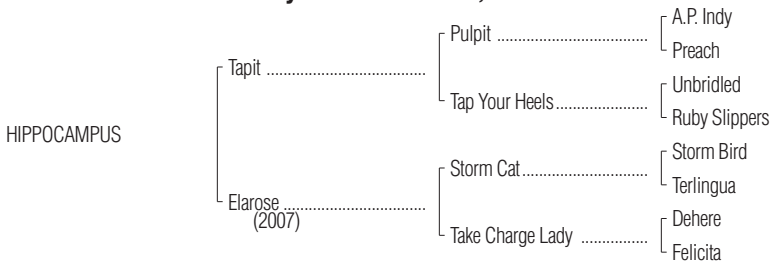 Pulpit ................................................
A.P. Indy
Preach
Tapit ....................................
Tap Your Heels.............................
Unbridled
Ruby Slippers
HIPPOCAMPUS
Storm Cat.......................................
Storm Bird
Terlingua
Elarose ................................
(2007)
Take Charge Lady .....................
Dehere
Felicita